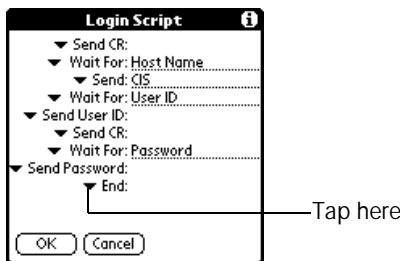 Login Script
Send CR:
Wait For: Host Name
Send: CIS
Wait For: User ID
Send User ID:
Send CR:
Wait For: Password
Send Password:
End:
Tap here
OK Cancel